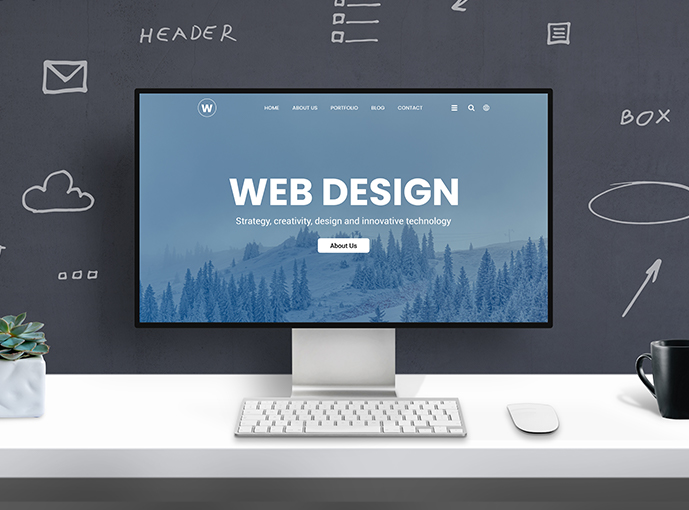 HEADER
BOX
W
HOME ABOUT US PORTFOLIO BLOG CONTACT
WEB DESIGN
Strategy, creativity, design and innovative technology
About Us